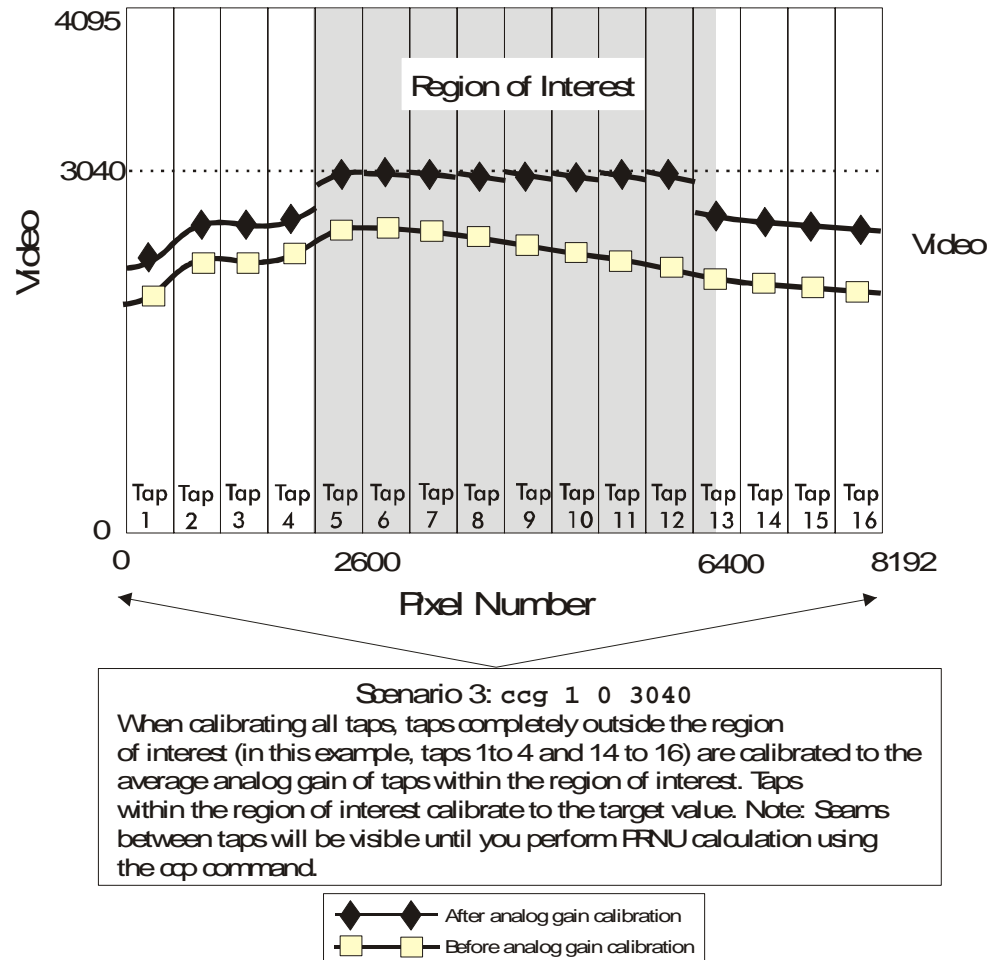 4095
Region of Interest
3040
Video
Video
Tap 1
Tap 2
Tap 3
Tap 4
Tap 5
Tap 6
Tap 7
Tap 8
Tap 9
Tap 10
Tap 11
Tap 12
Tap 13
Tap 14
Tap 15
Tap 16
0
0 2600 6400 8192
Pixel Number
Scenario 3: ccg 1 0 3040
When calibrating all taps, taps completely outside the region
of interest (in this example, taps 1to 4 and 14 to 16) are calibrated to the
average analog gain of taps within the region of interest. Taps
within the region of interest calibrate to the target value. Note: Seams
between taps will be visible until you perform PRNU calculation using
the ccp command.
After analog gain calibration
Before analog gain calibration